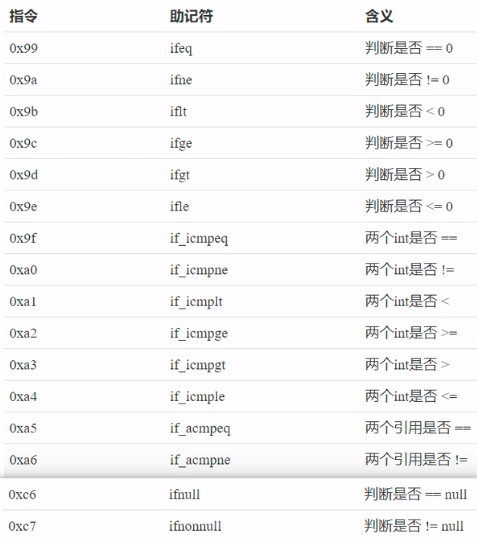 指令 助记符 含义
0x99 ifeq 判断是否 == 0
0x9a ifne 判断是否 != 0
0x9b iflt 判断是否 < 0
0x9c ifge 判断是否 >= 0
0x9d ifgt 判断是否 > 0
0x9e ifle 判断是否 <= 0
0x9f if_icmpeq 两个int是否 ==
0xa0 if_icmpne 两个int是否 !=
0xa1 if_icmplt 两个int是否 <
0xa2 if_icmpge 两个int是否 >=
0xa3 if_icmpgt 两个int是否 >
0xa4 if_icmple 两个int是否 <=
0xa5 if_acmpeq 两个引用是否 ==
0xa6 if_acmpne 两个引用是否 !=
0xc6 ifnull 判断是否 == null
0xc7 ifnonnull 判断是否 != null